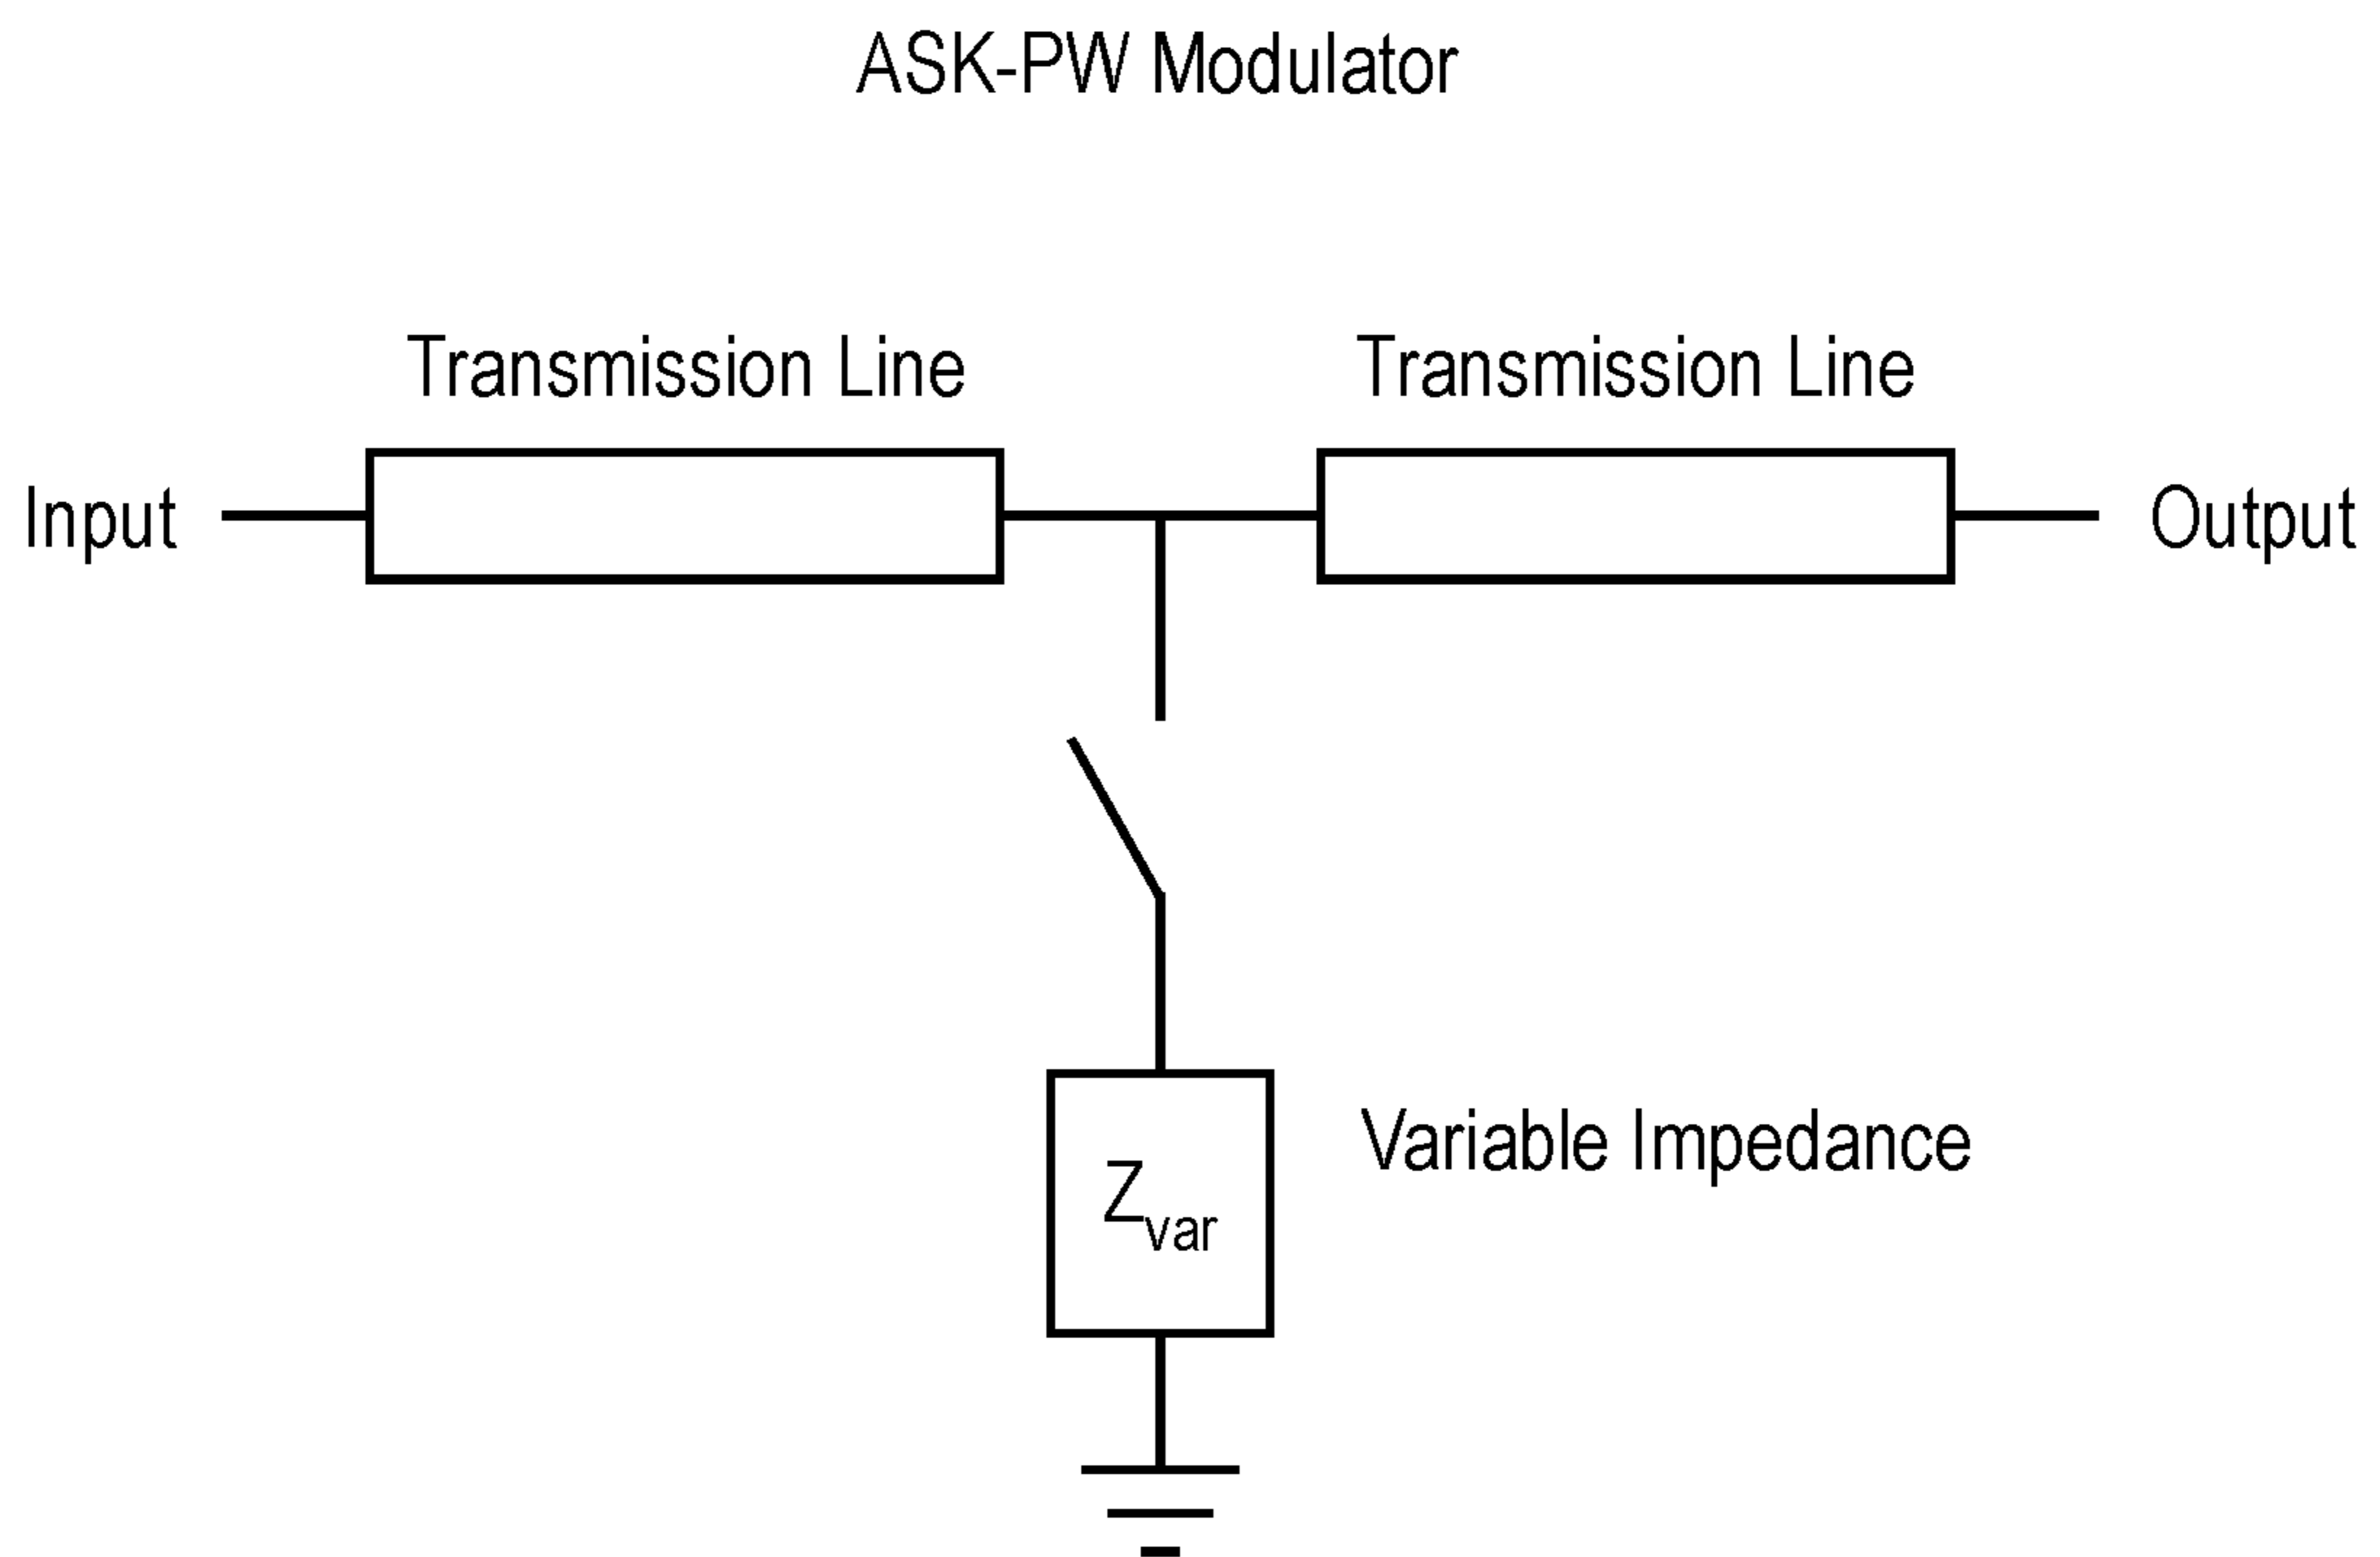 ASK-PW Modulator
Transmission Line
Transmission Line
Input
Output
Variable Impedance
Zvar